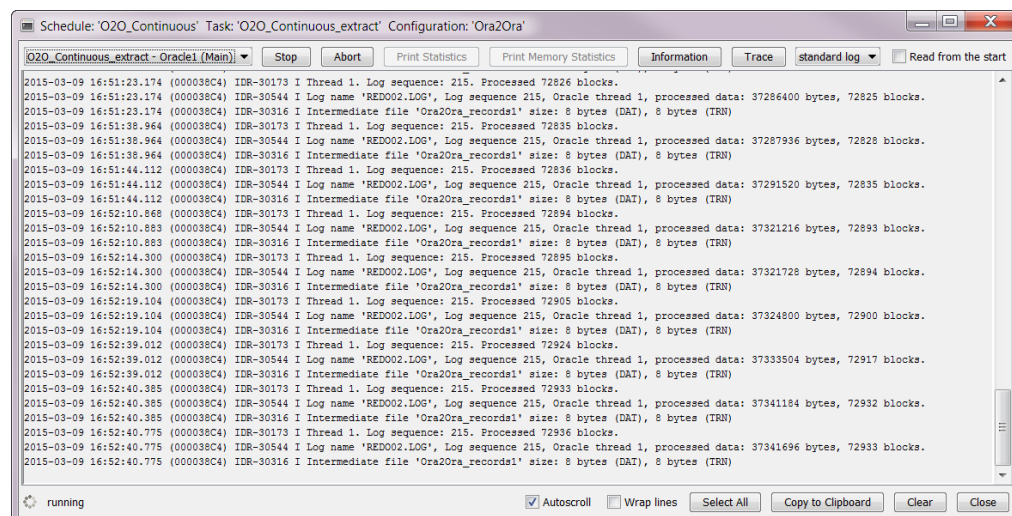 Schedule: 'O2O_Continuous' Task: 'O2O_Continuous_extract' Configuration: 'Ora2Ora'
O2O_Continuous_extract - Oracle1 (Main) Stop Abort Print Statistics Print Memory Statistics Information Trace standard log Read from the start
2015-03-09 16:51:23.174 (000038C4) IDR-30173 I Thread 1. Log sequence: 215. Processed 72826 blocks.
2015-03-09 16:51:23.174 (000038C4) IDR-30544 I Log name 'REDO02.LOG', Log sequence 215, Oracle thread 1, processed data: 37286400 bytes, 72825 blocks.
2015-03-09 16:51:23.174 (000038C4) IDR-30316 I Intermediate file 'Ora2Ora_records1' size: 8 bytes (DAT), 8 bytes (TRN)
2015-03-09 16:51:38.964 (000038C4) IDR-30173 I Thread 1. Log sequence: 215. Processed 72835 blocks.
2015-03-09 16:51:38.964 (000038C4) IDR-30544 I Log name 'REDO02.LOG', Log sequence 215, Oracle thread 1, processed data: 37287936 bytes, 72828 blocks.
2015-03-09 16:51:38.964 (000038C4) IDR-30316 I Intermediate file 'Ora2Ora_records1' size: 8 bytes (DAT), 8 bytes (TRN)
2015-03-09 16:51:44.112 (000038C4) IDR-30173 I Thread 1. Log sequence: 215. Processed 72836 blocks.
2015-03-09 16:51:44.112 (000038C4) IDR-30544 I Log name 'REDO02.LOG', Log sequence 215, Oracle thread 1, processed data: 37291520 bytes, 72835 blocks.
2015-03-09 16:51:44.112 (000038C4) IDR-30316 I Intermediate file 'Ora2Ora_records1' size: 8 bytes (DAT), 8 bytes (TRN)
2015-03-09 16:52:10.868 (000038C4) IDR-30173 I Thread 1. Log sequence: 215. Processed 72894 blocks.
2015-03-09 16:52:10.883 (000038C4) IDR-30544 I Log name 'REDO02.LOG', Log sequence 215, Oracle thread 1, processed data: 37321216 bytes, 72893 blocks.
2015-03-09 16:52:10.883 (000038C4) IDR-30316 I Intermediate file 'Ora2Ora_records1' size: 8 bytes (DAT), 8 bytes (TRN)
2015-03-09 16:52:14.300 (000038C4) IDR-30173 I Thread 1. Log sequence: 215. Processed 72895 blocks.
2015-03-09 16:52:14.300 (000038C4) IDR-30544 I Log name 'REDO02.LOG', Log sequence 215, Oracle thread 1, processed data: 37321728 bytes, 72894 blocks.
2015-03-09 16:52:14.300 (000038C4) IDR-30316 I Intermediate file 'Ora2Ora_records1' size: 8 bytes (DAT), 8 bytes (TRN)
2015-03-09 16:52:19.104 (000038C4) IDR-30173 I Thread 1. Log sequence: 215. Processed 72905 blocks.
2015-03-09 16:52:19.104 (000038C4) IDR-30544 I Log name 'REDO02.LOG', Log sequence 215, Oracle thread 1, processed data: 37324800 bytes, 72900 blocks.
2015-03-09 16:52:19.104 (000038C4) IDR-30316 I Intermediate file 'Ora2Ora_records1' size: 8 bytes (DAT), 8 bytes (TRN)
2015-03-09 16:52:39.012 (000038C4) IDR-30173 I Thread 1. Log sequence: 215. Processed 72924 blocks.
2015-03-09 16:52:39.012 (000038C4) IDR-30544 I Log name 'REDO02.LOG', Log sequence 215, Oracle thread 1, processed data: 37333504 bytes, 72917 blocks.
2015-03-09 16:52:39.012 (000038C4) IDR-30316 I Intermediate file 'Ora2Ora_records1' size: 8 bytes (DAT), 8 bytes (TRN)
2015-03-09 16:52:40.385 (000038C4) IDR-30173 I Thread 1. Log sequence: 215. Processed 72933 blocks.
2015-03-09 16:52:40.385 (000038C4) IDR-30544 I Log name 'REDO02.LOG', Log sequence 215, Oracle thread 1, processed data: 37341184 bytes, 72932 blocks.
2015-03-09 16:52:40.385 (000038C4) IDR-30316 I Intermediate file 'Ora2Ora_records1' size: 8 bytes (DAT), 8 bytes (TRN)
2015-03-09 16:52:40.775 (000038C4) IDR-30173 I Thread 1. Log sequence: 215. Processed 72936 blocks.
2015-03-09 16:52:40.775 (000038C4) IDR-30544 I Log name 'REDO02.LOG', Log sequence 215, Oracle thread 1, processed data: 37341696 bytes, 72933 blocks.
2015-03-09 16:52:40.775 (000038C4) IDR-30316 I Intermediate file 'Ora2Ora_records1' size: 8 bytes (DAT), 8 bytes (TRN)
running Autoscroll Wrap lines Select All Copy to Clipboard Clear Close